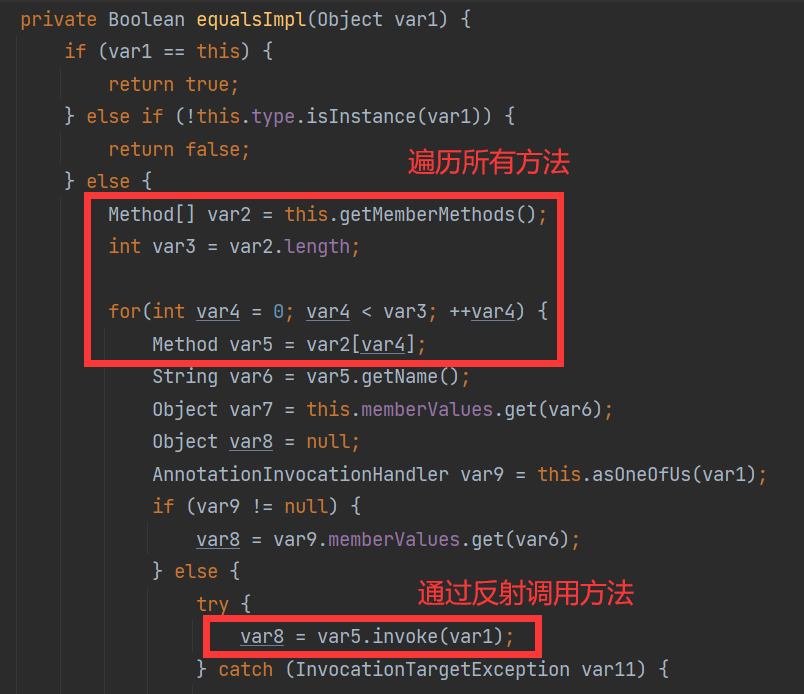 private Boolean equalsImpl(Object var1) {
if (var1 == this) {
return true;
} else if (!this.type.isInstance(var1)) {
return false;
遍历所有方法
} else {
Method[] var2 = this.getMemberMethods();
int var3 = var2.length;
for(int var4 = 0; var4 < var3; ++var4) {
Method var5 = var2[var4];
String var6 = var5.getName();
Object var7 = this.memberValues.get(var6);
Object var8 = null;
AnnotationInvocationHandler var9 = this.asOneOfUs(var1);
if (var9 != null) {
var8 = var9.memberValues.get(var6);
} else {
通过反射调用方法
try {
var8 = var5.invoke(var1);
} catch (InvocationTargetException var11) {